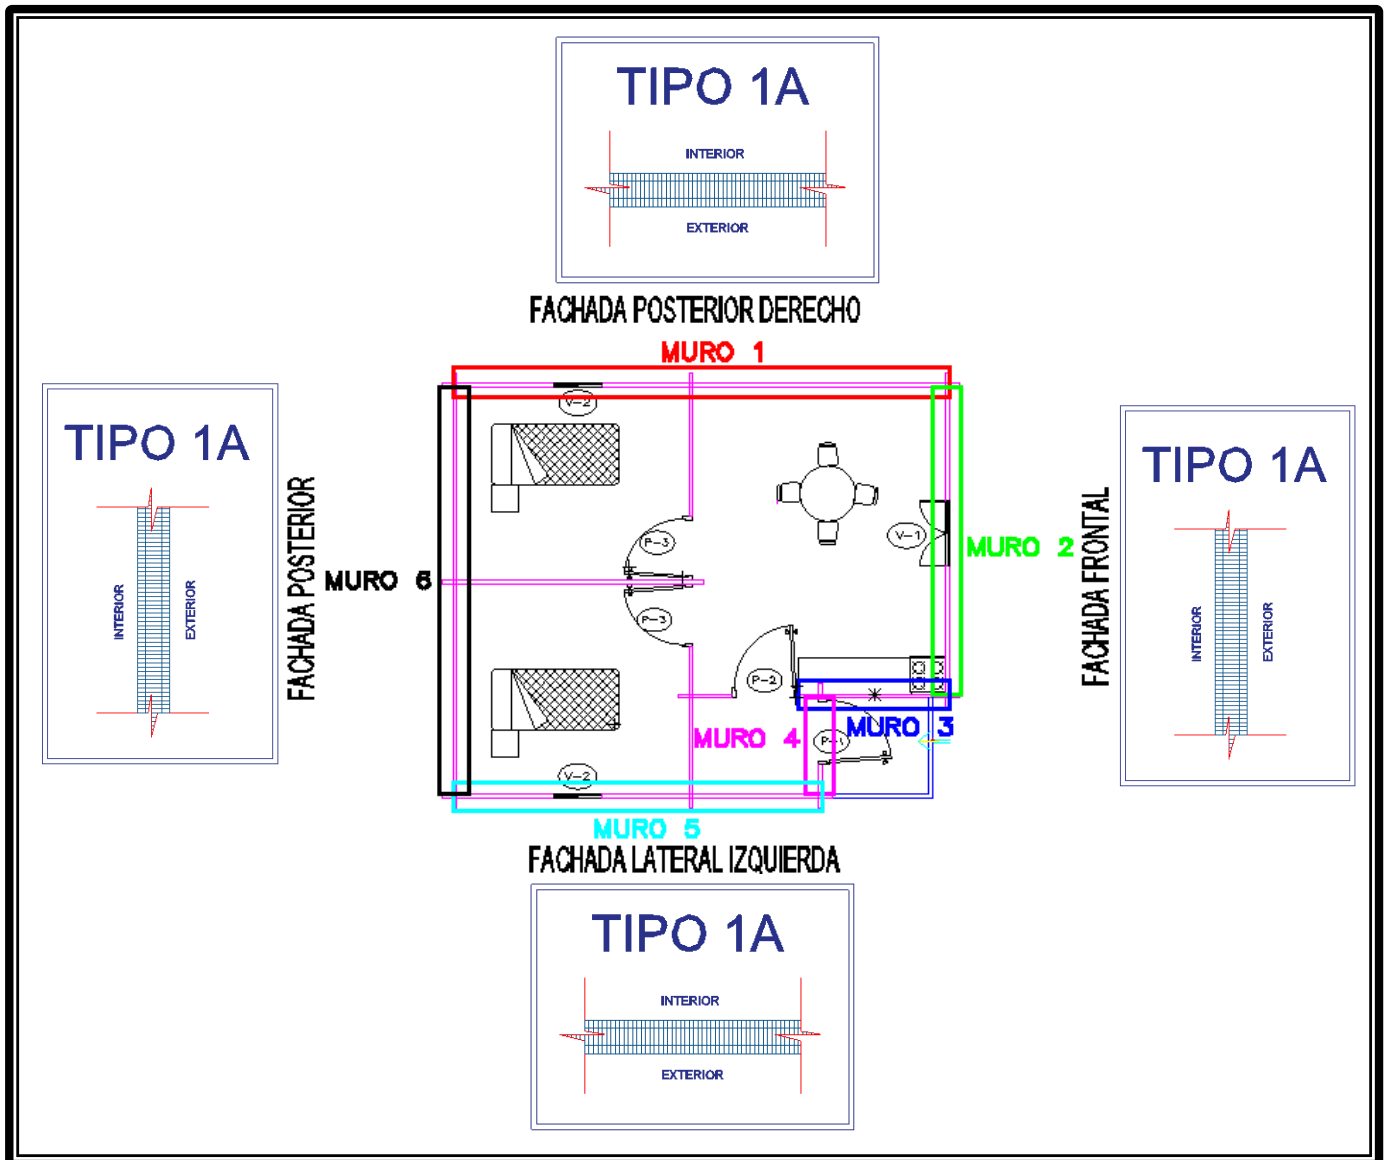 TIPO 1A
INTERIOR
EXTERIOR
FACHADA POSTERIOR DERECHO
MURO 1
TIPO 1A
INTERIOR
EXTERIOR
FACHADA POSTERIOR
MURO 6
V-2
P-3
P-3
V-1
MURO 2
FACHADA FRONTAL
TIPO 1A
INTERIOR
EXTERIOR
P-2
MURO 3
MURO 4
P-1
V-2
MURO 5
FACHADA LATERAL IZQUIERDA
TIPO 1A
INTERIOR
EXTERIOR